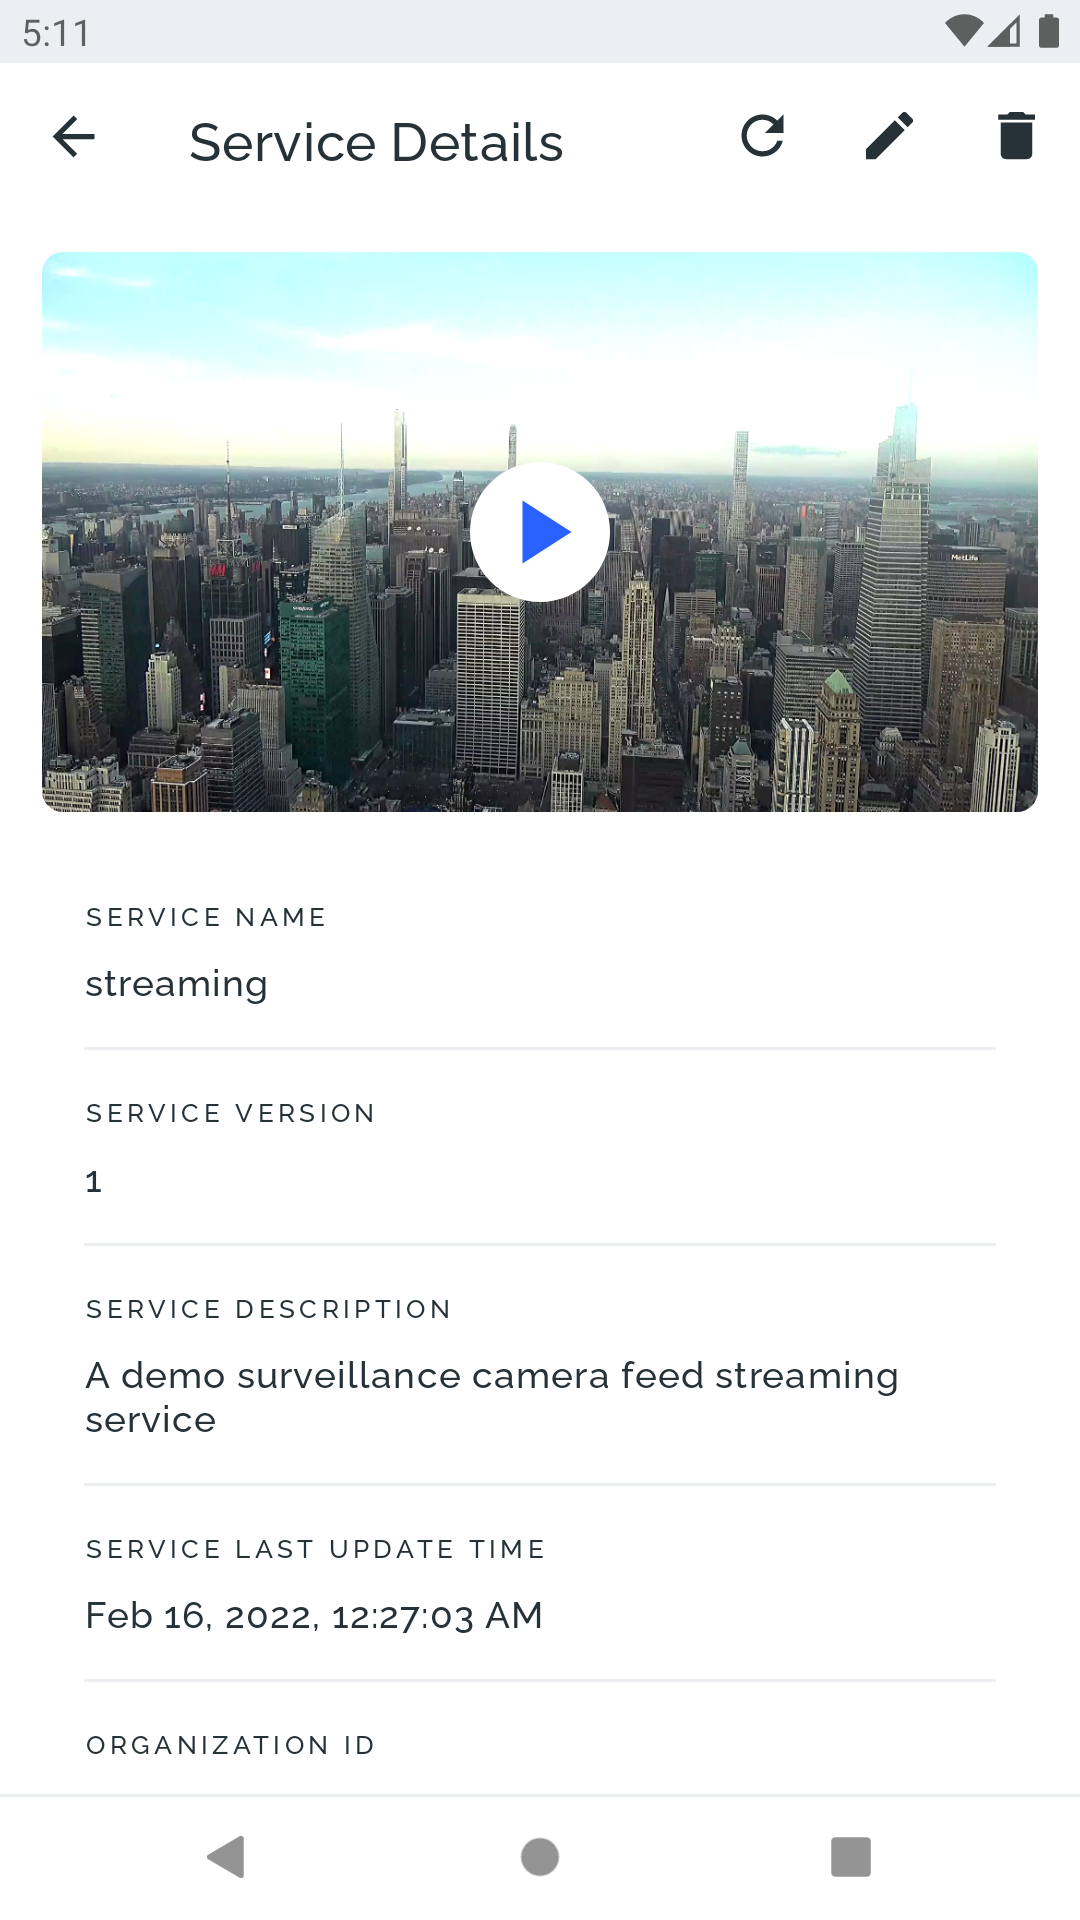 5:11
Service Details
MetLife
SERVICE NAME
streaming
SERVICE VERSION
1
SERVICE DESCRIPTION
A demo surveillance camera feed streaming
service
SERVICE LAST UPDATE TIME
Feb 16, 2022, 12:27:03 AM
ORGANIZATION ID